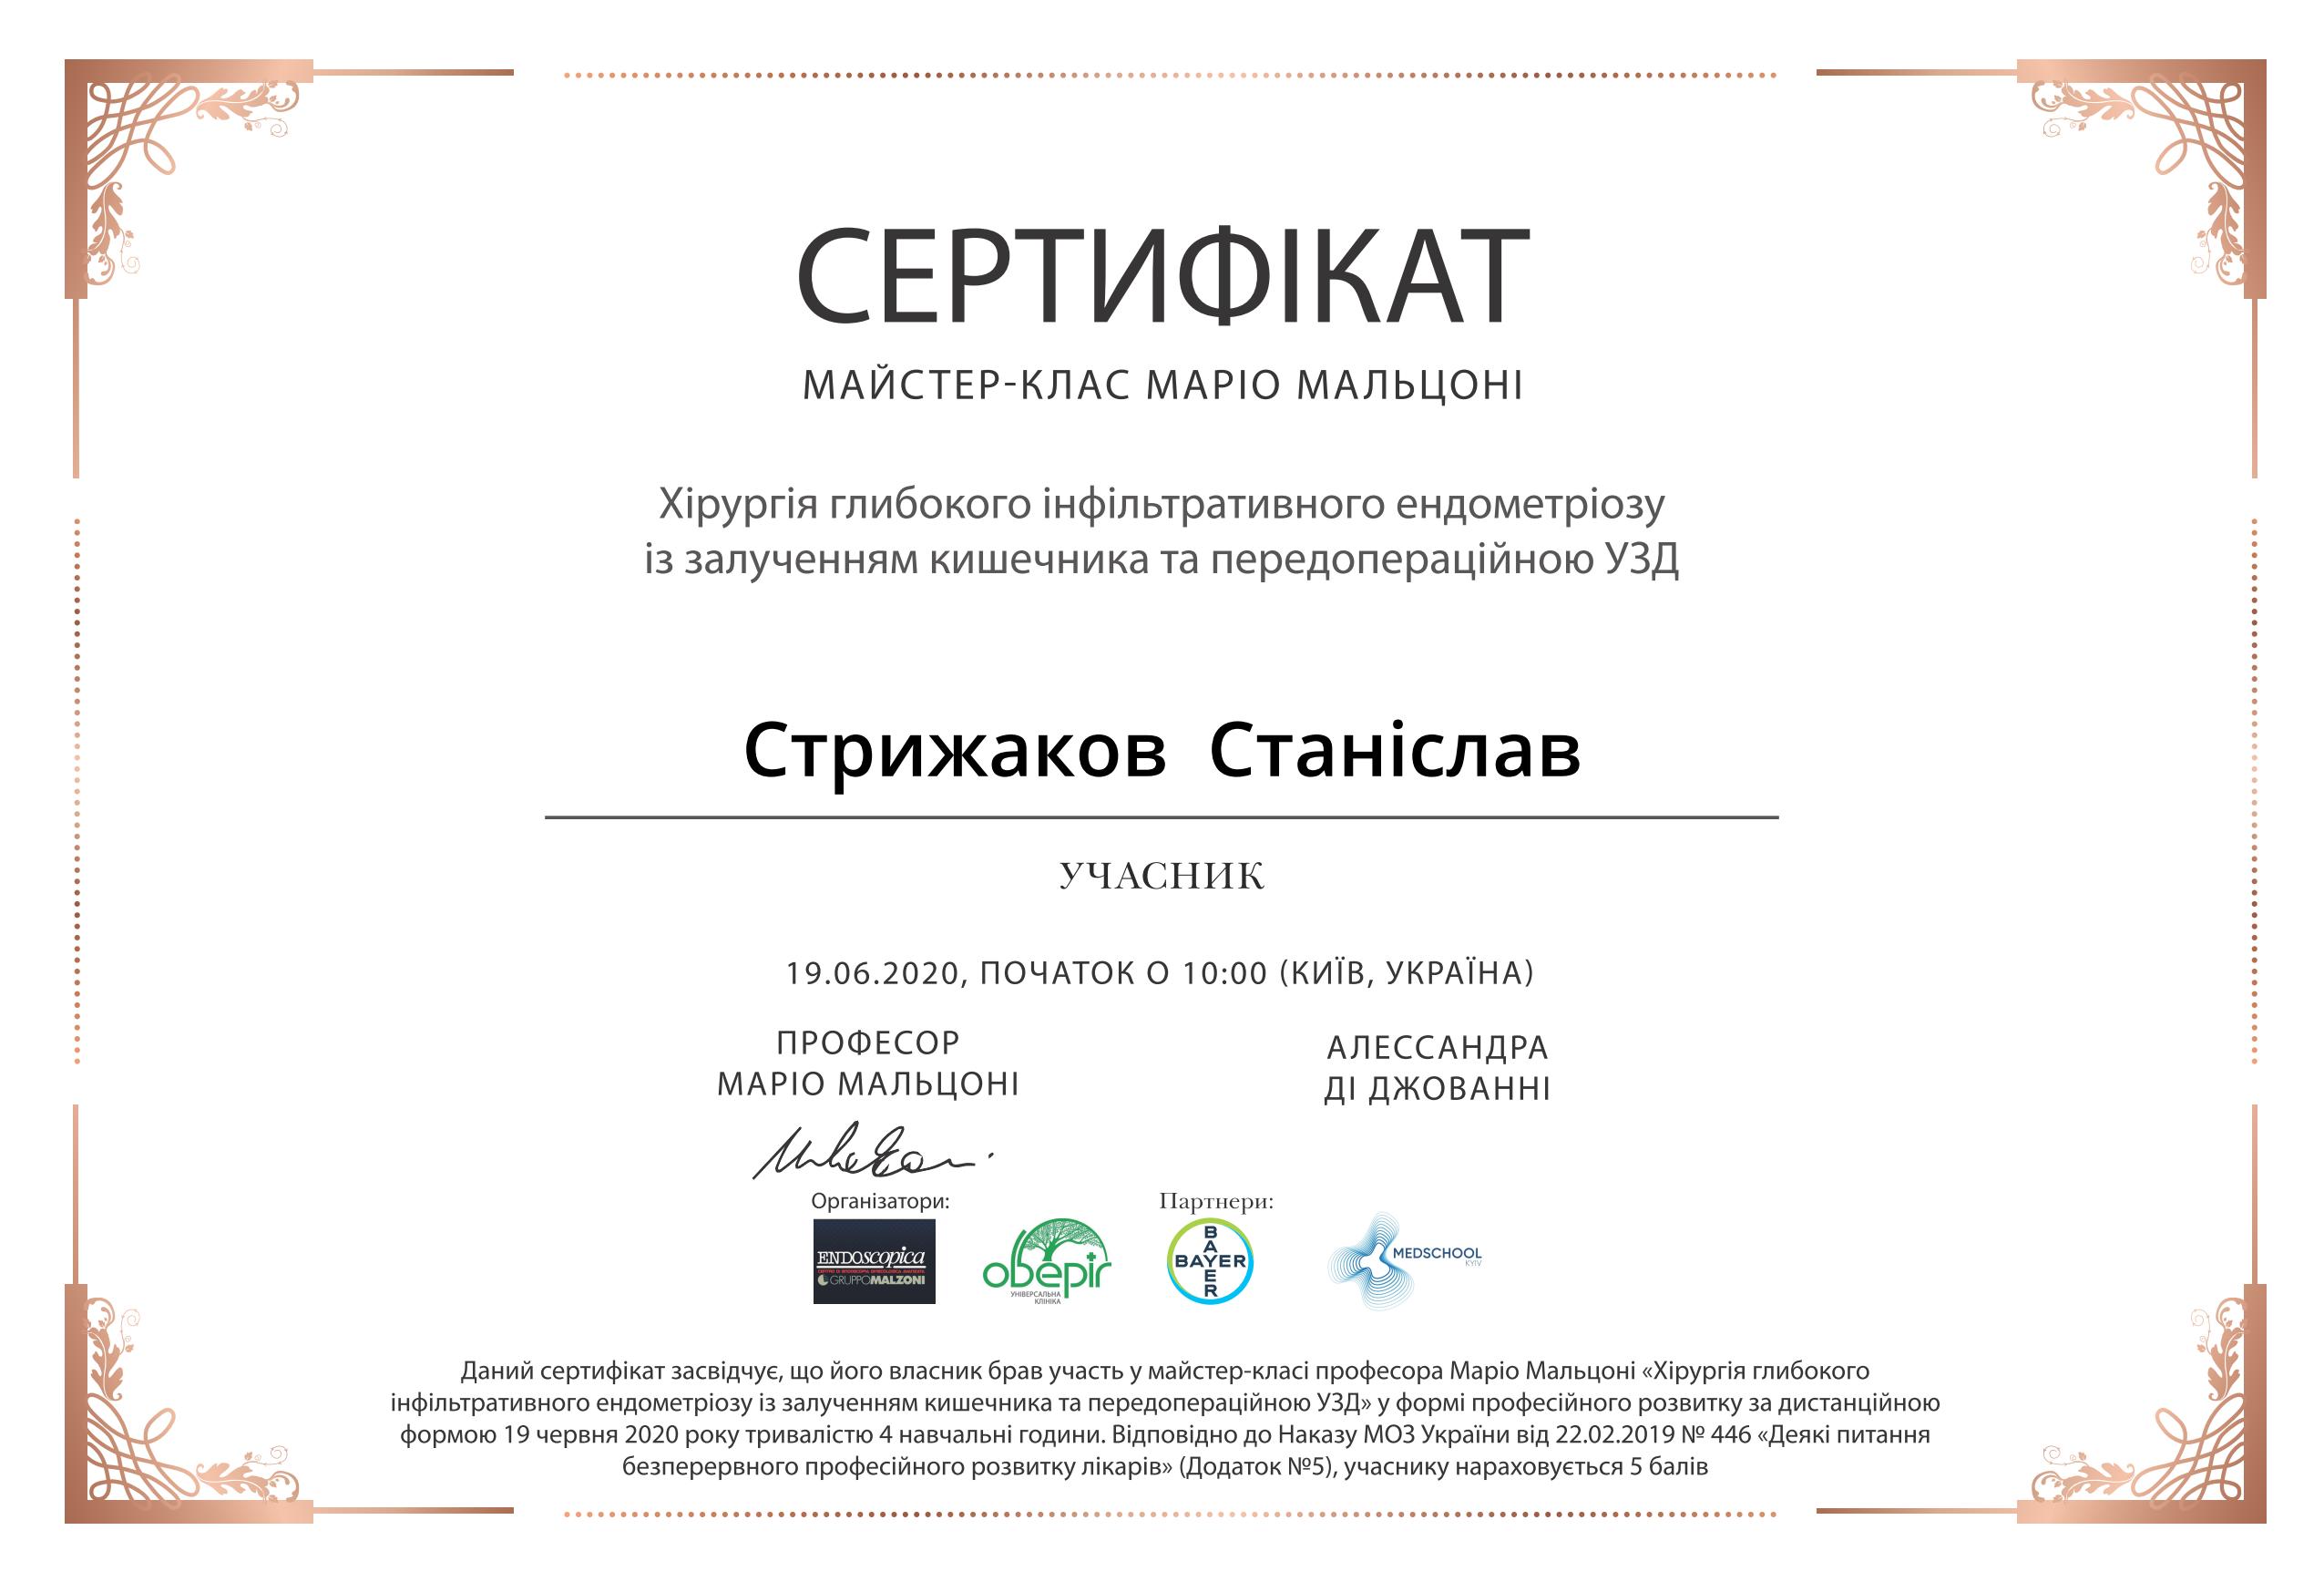 СЕРТИФІКАТ
МАЙСТЕР-КЛАС МАРІО МАЛЬЦОНІ
Хірургія глибокого інфільтративного ендометріозу
із залученням кишечника та передопераційною УЗД
Стрижаков Станіслав
УЧАСНИК
19.06.2020, ПОЧАТОК О 10:00 (КИЇВ, УКРАЇНА)
ПРОФЕСОР
МАРІО МАЛЬЦОНІ
АЛЕССАНДРА
ДІ ДЖОВАННІ
Організатори:
ENDOSCOPICA
GRUPPOMALZONI
оберіг
УНІВЕРСАЛЬНА
КЛІНІКА
Партнери:
BAYER
BAYER
MEDSCHOOL
KYIV
Даний сертифікат засвідчує, що його власник брав участь у майстер-класі професора Маріо Мальцоні «Хірургія глибокого
інфільтративного ендометріозу із залученням кишечника та передопераційною УЗД» у формі професійного розвитку за дистанційною
формою 19 червня 2020 року тривалістю 4 навчальні години. Відповідно до Наказу МОЗ України від 22.02.2019 № 446 «Деякі питання
безперервного професійного розвитку лікарів» (Додаток №5), учаснику нараховується 5 балів